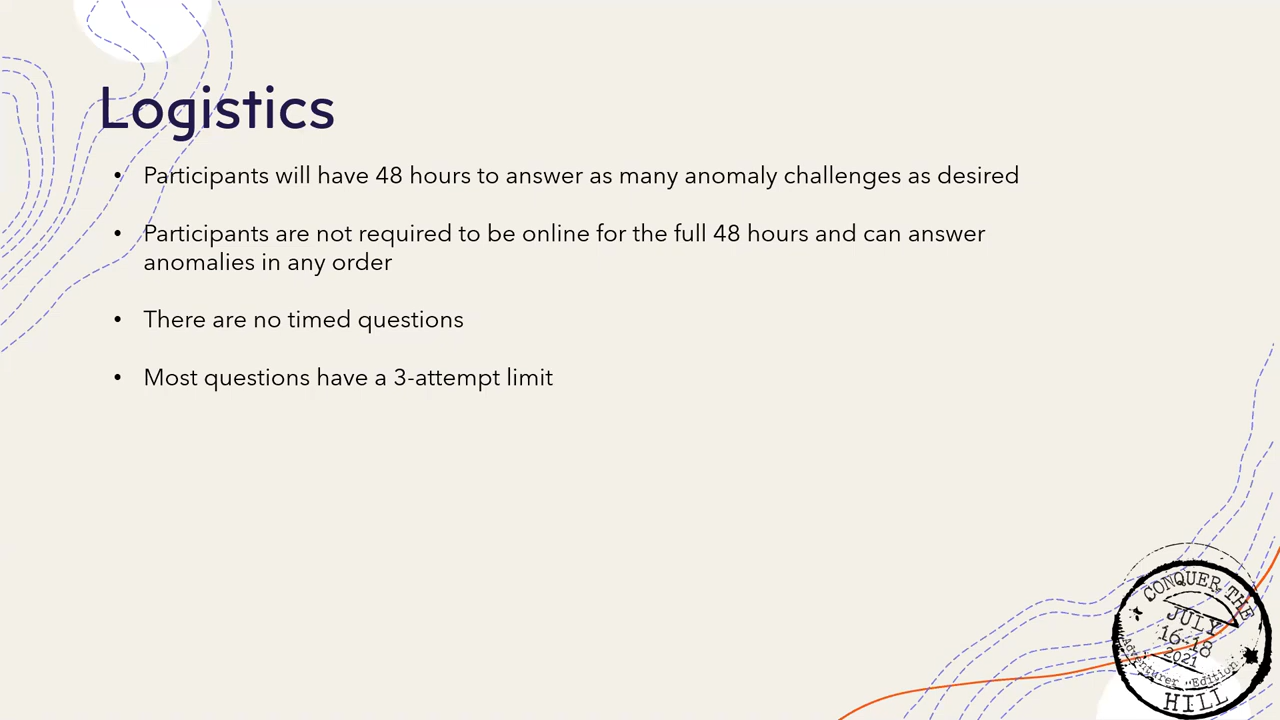 Logistics
• Participants will have 48 hours to answer as many anomaly challenges as desired
• Participants are not required to be online for the full 48 hours and can answer
anomalies in any order
• There are no timed questions
• Most questions have a 3-attempt limit
CONQUER THE
JULY
16-18
2021
Adventurer "Edition"
HILL